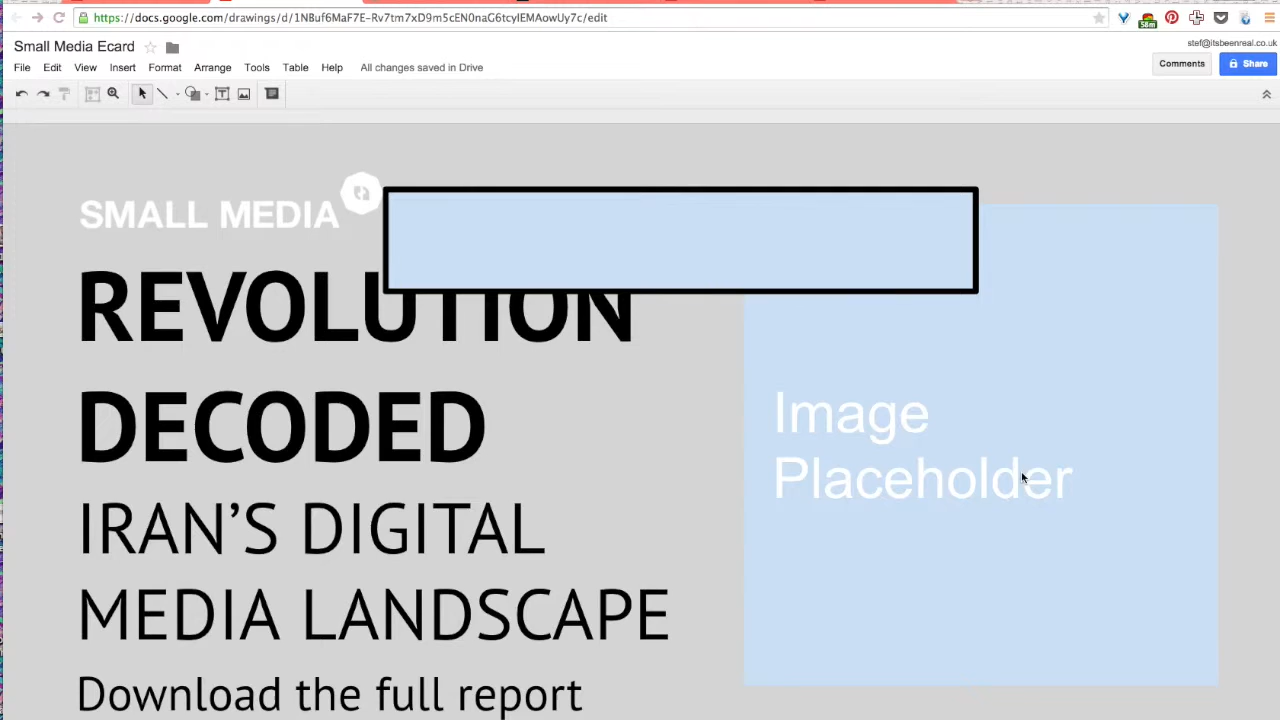 https://docs.google.com/drawings/d/1NBuf6MaF7E-Rv7tm7xD9m5cEN0naG6tcylEMAowUy7c/edit
58m
Small Media Ecard
stef@itsbeenreal.co.uk
File Edit View Insert Format Arrange Tools Table Help All changes saved in Drive
Comments Share
SMALL MEDIA
REVOLUTION
DECODED
IRAN’S DIGITAL
MEDIA LANDSCAPE
Download the full report
Image
Placeholder